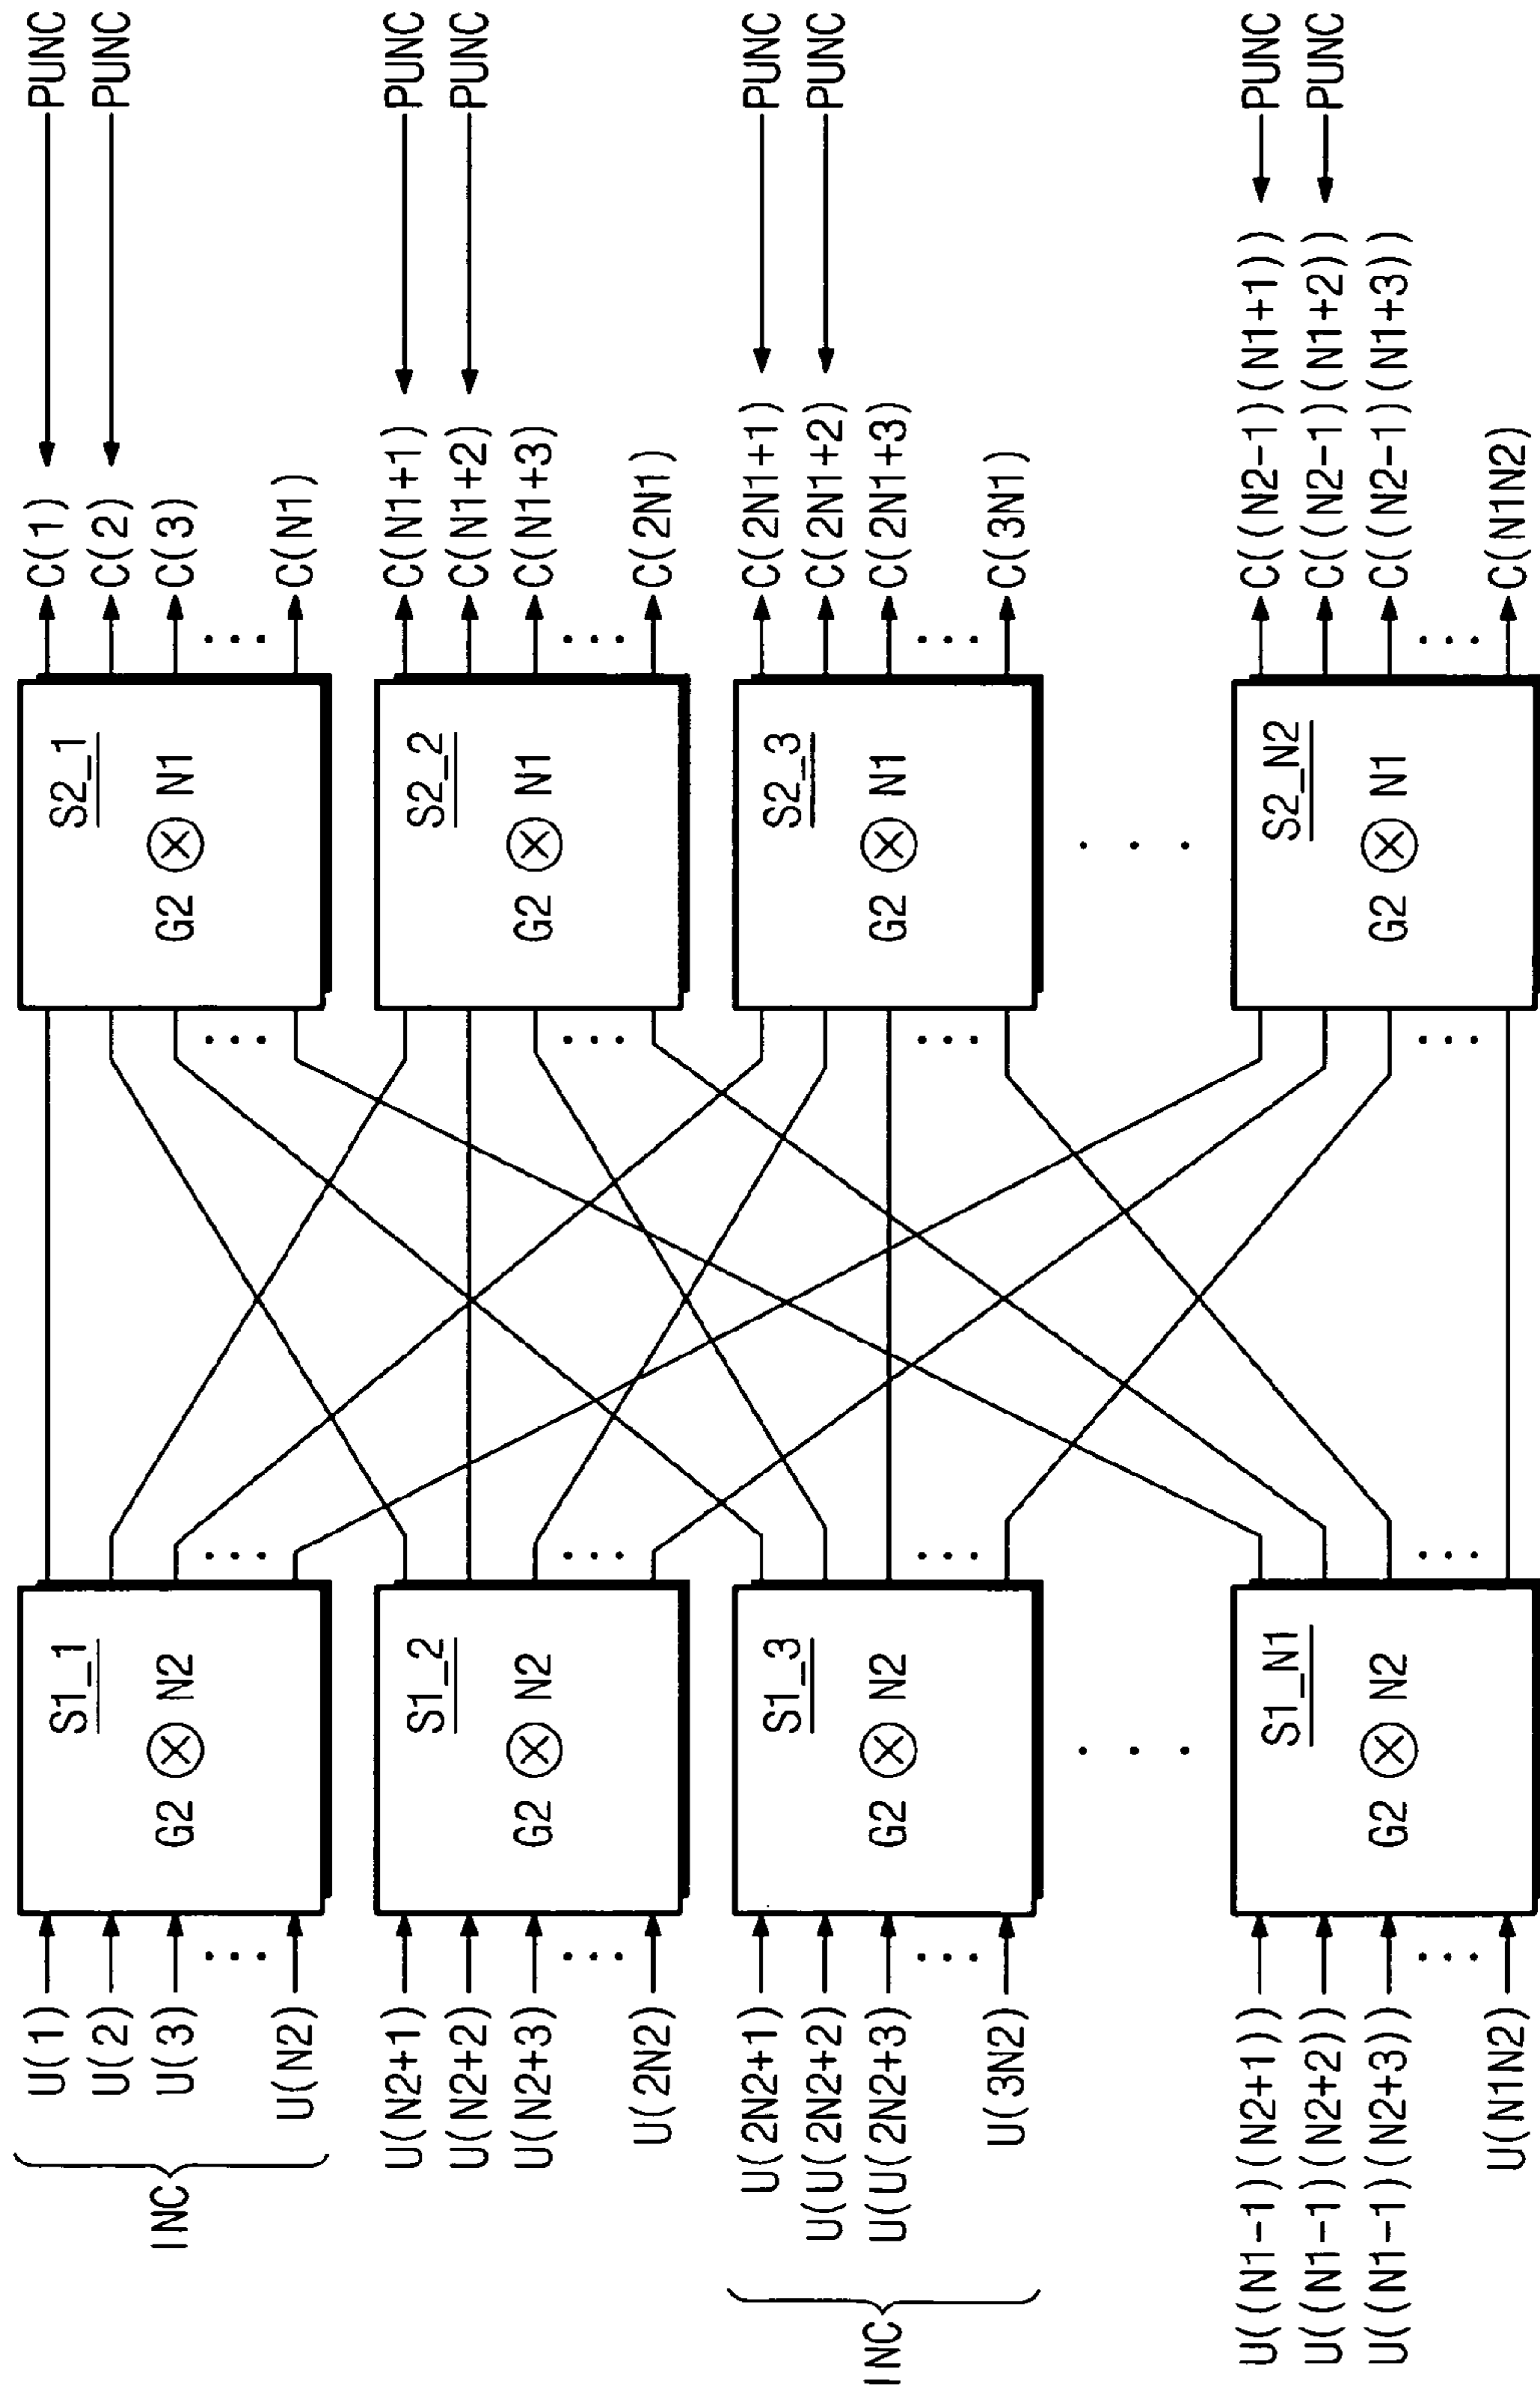 INC
U(1)
U(2)
U(3)
U(N2)
S1_1
G2 ⊗ N2
S2_1
G2 ⊗ N1
C(1)
C(2)
C(3)
C(N1)
PUNC
PUNC
U(N2+1)
U(N2+2)
U(N2+3)
U(2N2)
S1_2
G2 ⊗ N2
S2_2
G2 ⊗ N1
C(N1+1)
C(N1+2)
C(N1+3)
C(2N1)
PUNC
PUNC
INC
U(2N2+1)
U(U(2N2+2)
U(U(2N2+3)
U(3N2)
S1_3
G2 ⊗ N2
S2_3
G2 ⊗ N1
C(2N1+1)
C(2N1+2)
C(2N1+3)
C(3N1)
PUNC
PUNC
U((N1-1)(N2+1))
U((N1-1)(N2+2))
U((N1-1)(N2+3))
U(N1N2)
S1_N1
G2 ⊗ N2
S2_N2
G2 ⊗ N1
C((N2-1)(N1+1))
C((N2-1)(N1+2))
C((N2-1)(N1+3))
C(N1N2)
PUNC
PUNC